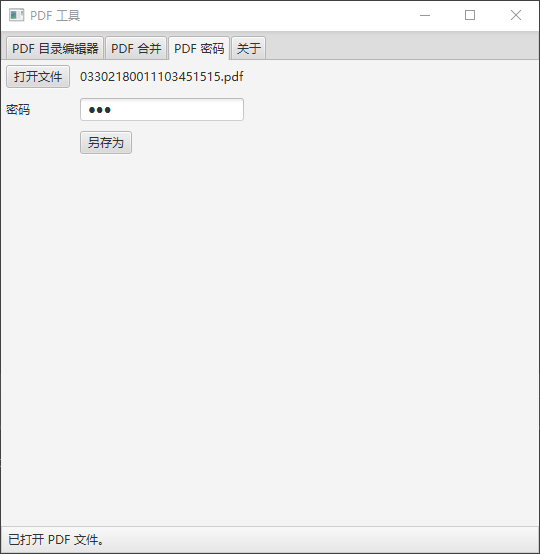 PDF 工具
PDF 目录编辑器 PDF 合并 PDF 密码 关于
打开文件 03302180011103451515.pdf
密码 ●●●
另存为
已打开 PDF 文件。